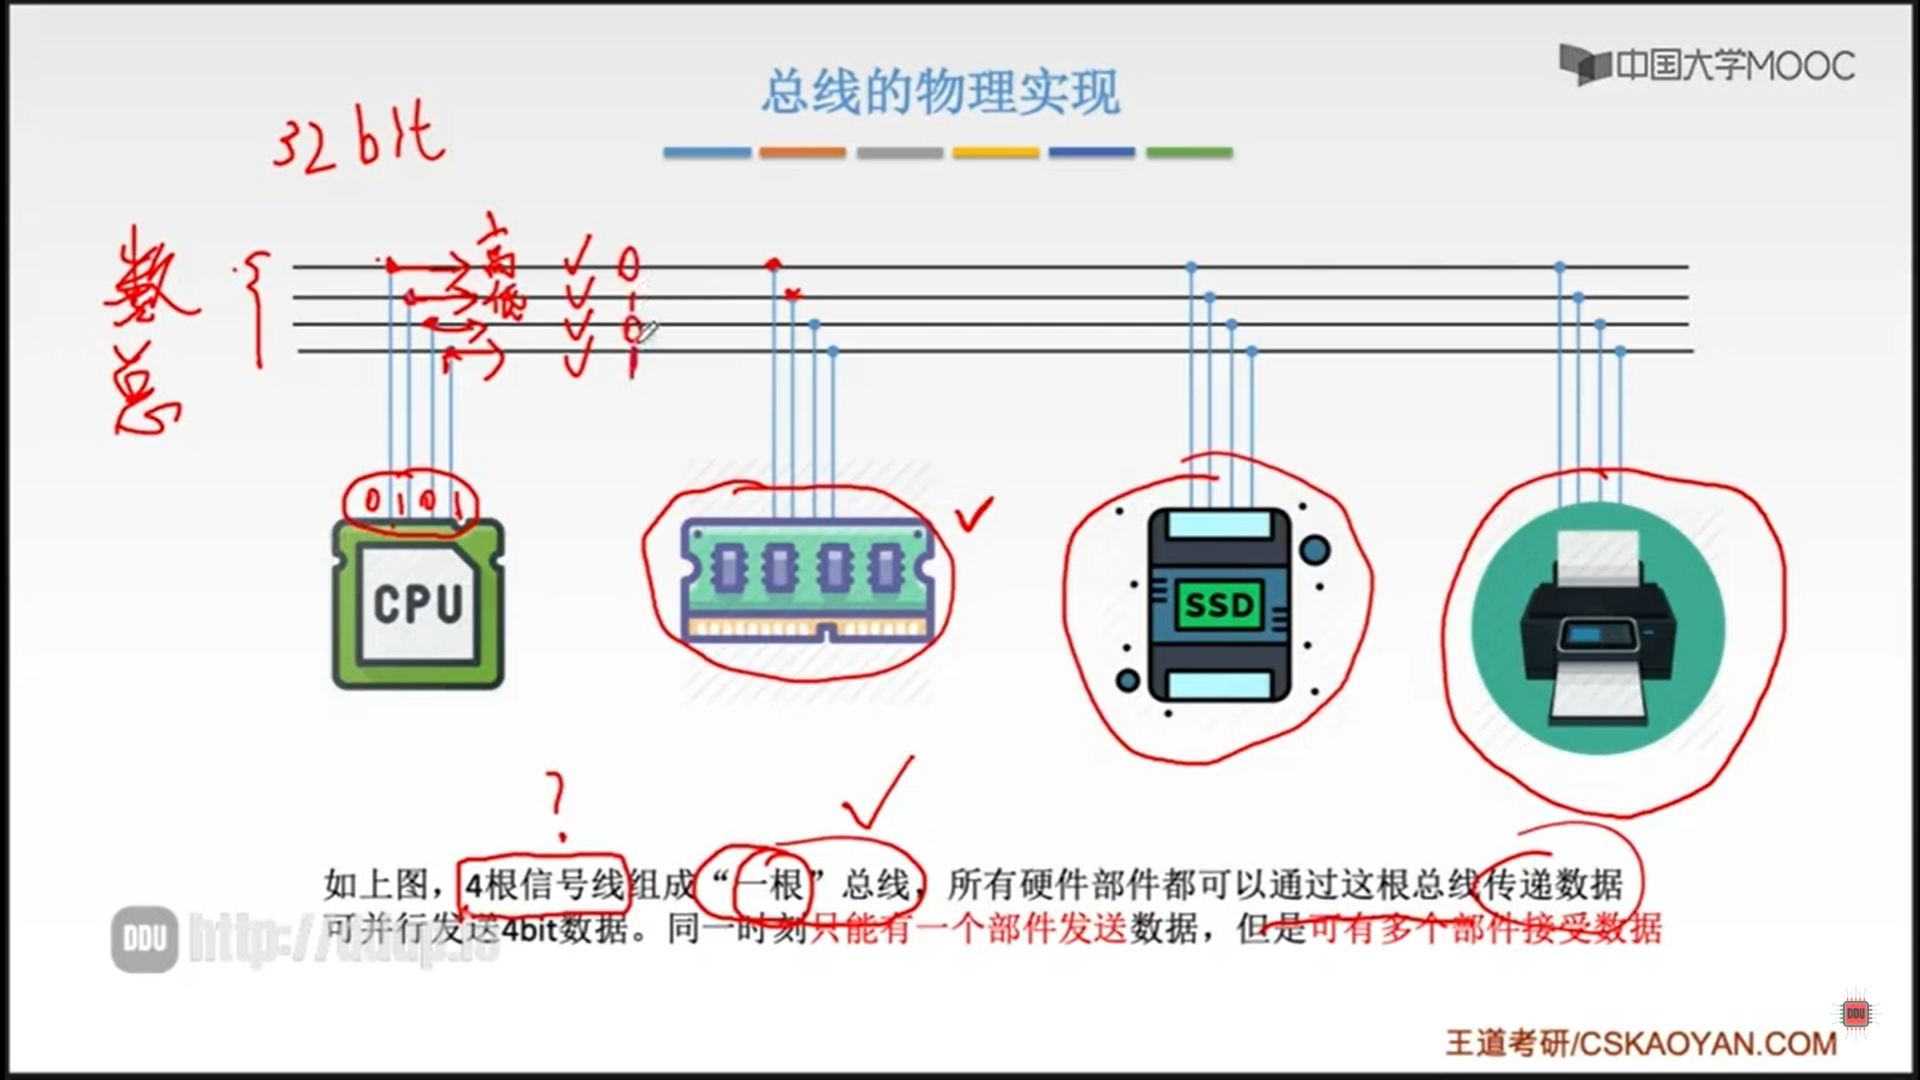 中国大学MOOC
总线的物理实现
32bit
数
总
高 ✓ 0
低 ✓ 1
✓ 0
✓ 1
0101
CPU
SSD
?
如上图，4根信号线组成“一根”总线，所有硬件部件都可以通过这根总线传递数据
可并行发送4bit数据。同一时刻只能有一个部件发送数据，但是可有多个部件接受数据
DDU
DDU
王道考研/CSKAOYAN.COM